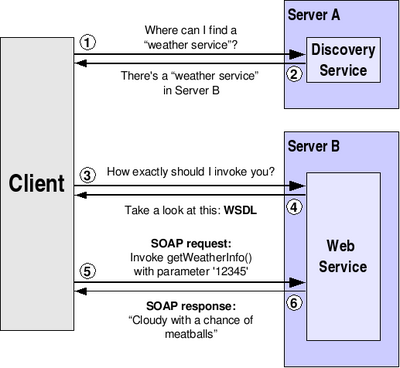 Server A
Where can I find a
“weather service”?
1
Discovery
Service
There's a “weather service”
in Server B
2
Client
Server B
3
How exactly should I invoke you?
Take a look at this: WSDL
4
Web
Service
SOAP request:
Invoke getWeatherInfo()
with parameter '12345'
5
6
SOAP response:
“Cloudy with a chance of
meatballs”